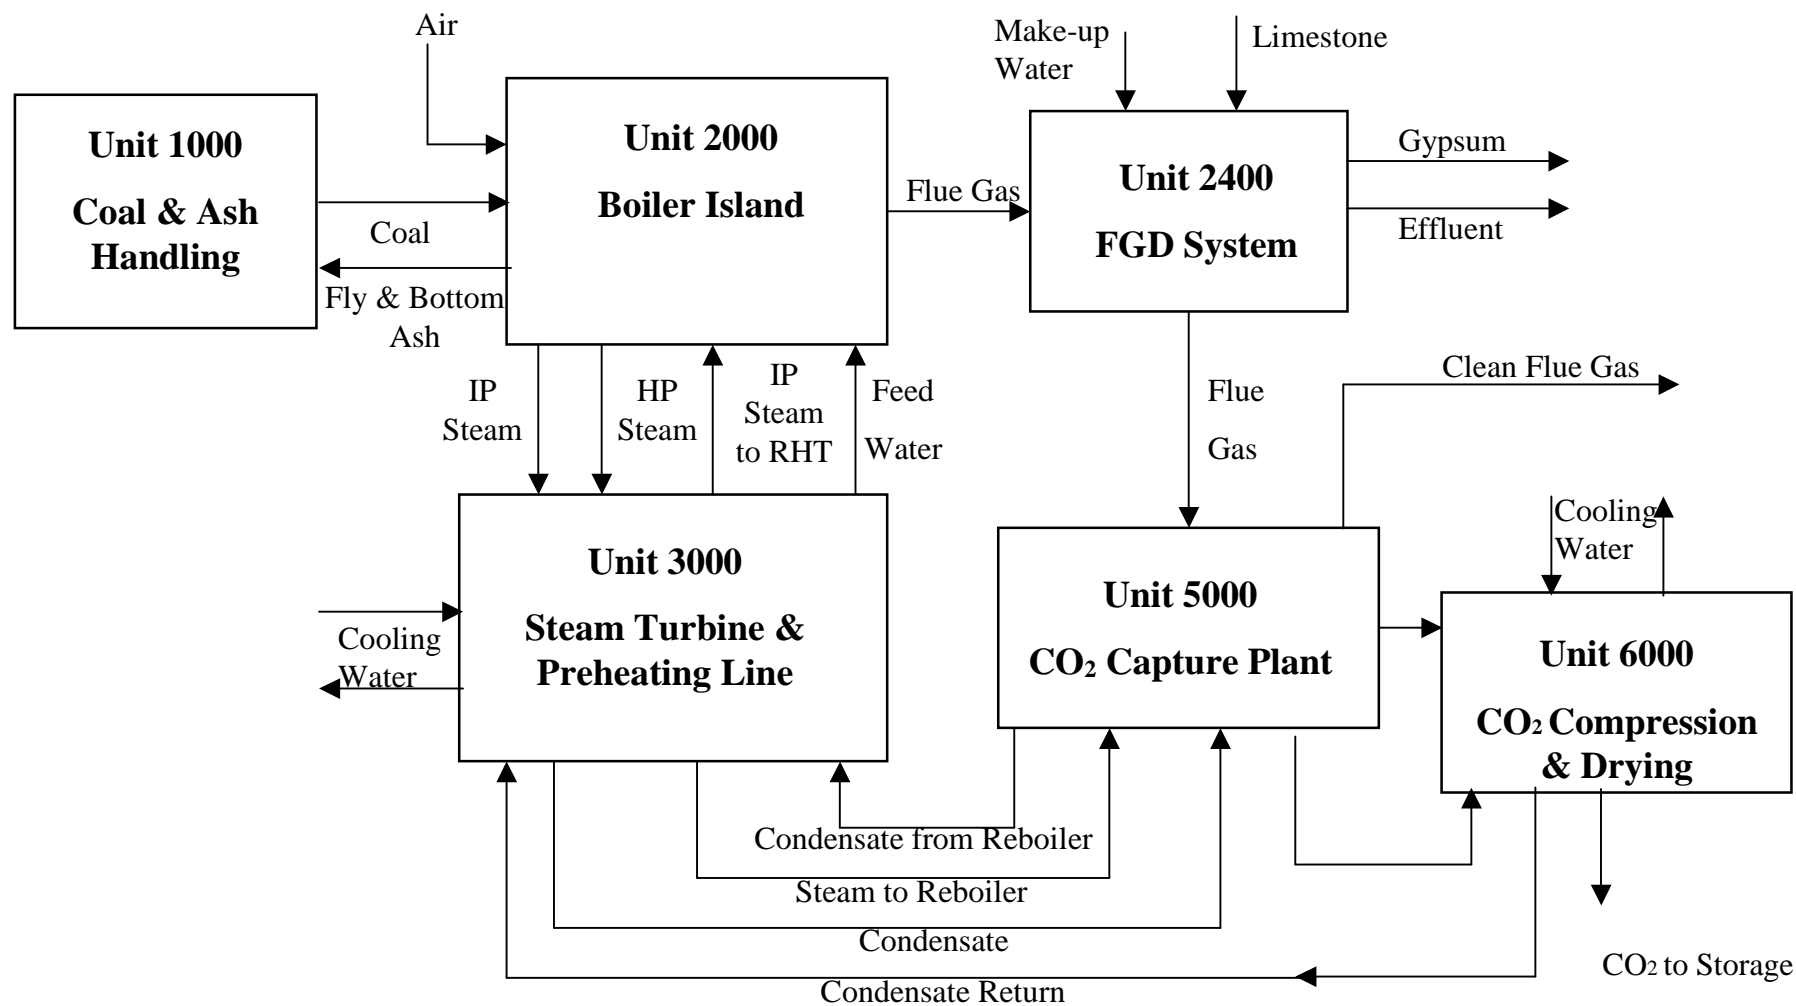 Air
Make-up
Water
Limestone
Unit 1000
Coal & Ash
Handling
Unit 2000
Boiler Island
Unit 2400
FGD System
Gypsum
Effluent
Flue Gas
Coal
Fly & Bottom
Ash
IP
Steam
HP
Steam
IP
Steam
to RHT
Feed
Water
Flue
Gas
Clean Flue Gas
Unit 3000
Steam Turbine &
Preheating Line
Cooling
Water
Unit 5000
CO₂ Capture Plant
Cooling
Water
Unit 6000
CO₂ Compression
& Drying
Condensate from Reboiler
Steam to Reboiler
Condensate
Condensate Return
CO₂ to Storage